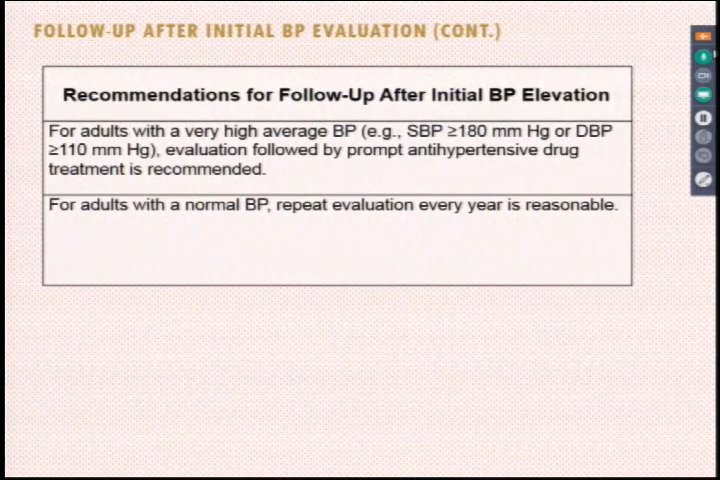 FOLLOW-UP AFTER INITIAL BP EVALUATION (CONT.)
Recommendations for Follow-Up After Initial BP Elevation
For adults with a very high average BP (e.g., SBP ≥180 mm Hg or DBP
≥110 mm Hg), evaluation followed by prompt antihypertensive drug
treatment is recommended.
For adults with a normal BP, repeat evaluation every year is reasonable.